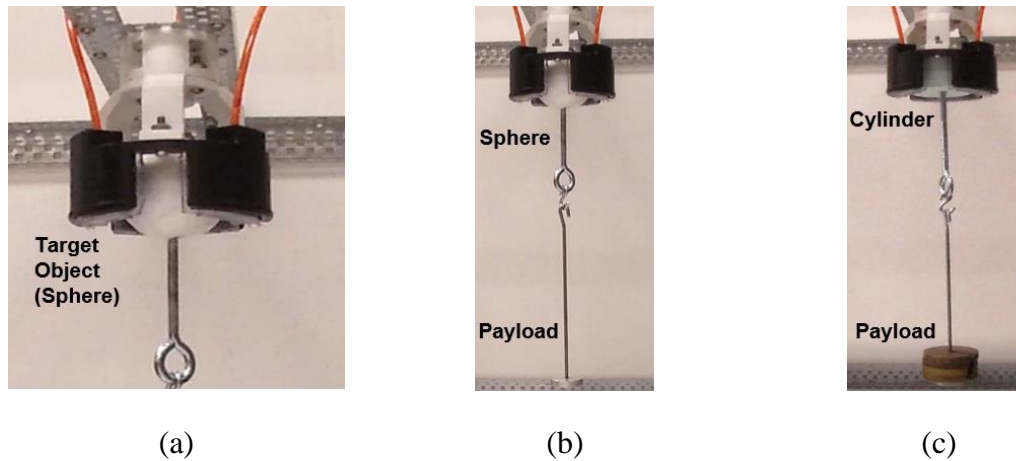 Target
Object
(Sphere)
Sphere
Payload
Cylinder
Payload
(a)
(b)
(c)